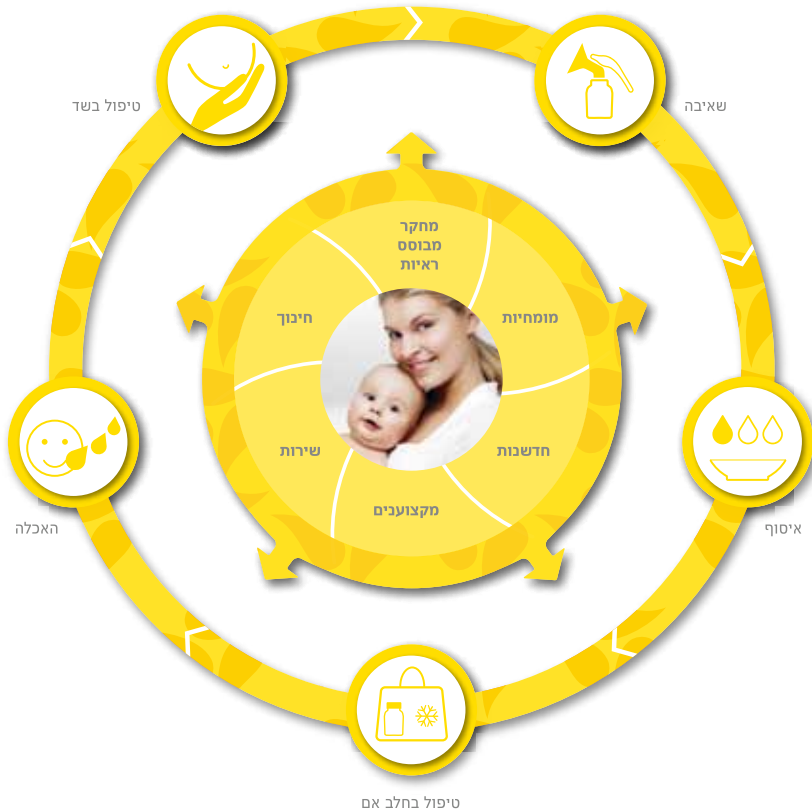 טיפול בשד
שאיבה
מחקר
מבוסס
ראיות
חינוך
מומחיות
שירות
חדשנות
מקצוענים
האכלה
איסוף
טיפול בחלב אם